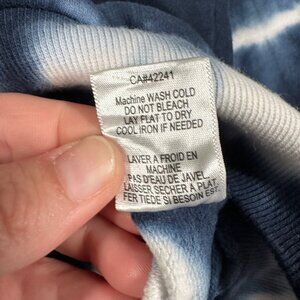 CA#42241
Machine WASH COLD
DO NOT BLEACH
LAY FLAT TO DRY
COOL IRON IF NEEDED
LAVER A FROID EN
MACHINE
PAS D'EAU DE JAVEL
LAISSER SECHER A PLAT
FER TIEDE SI BESOIN EST.